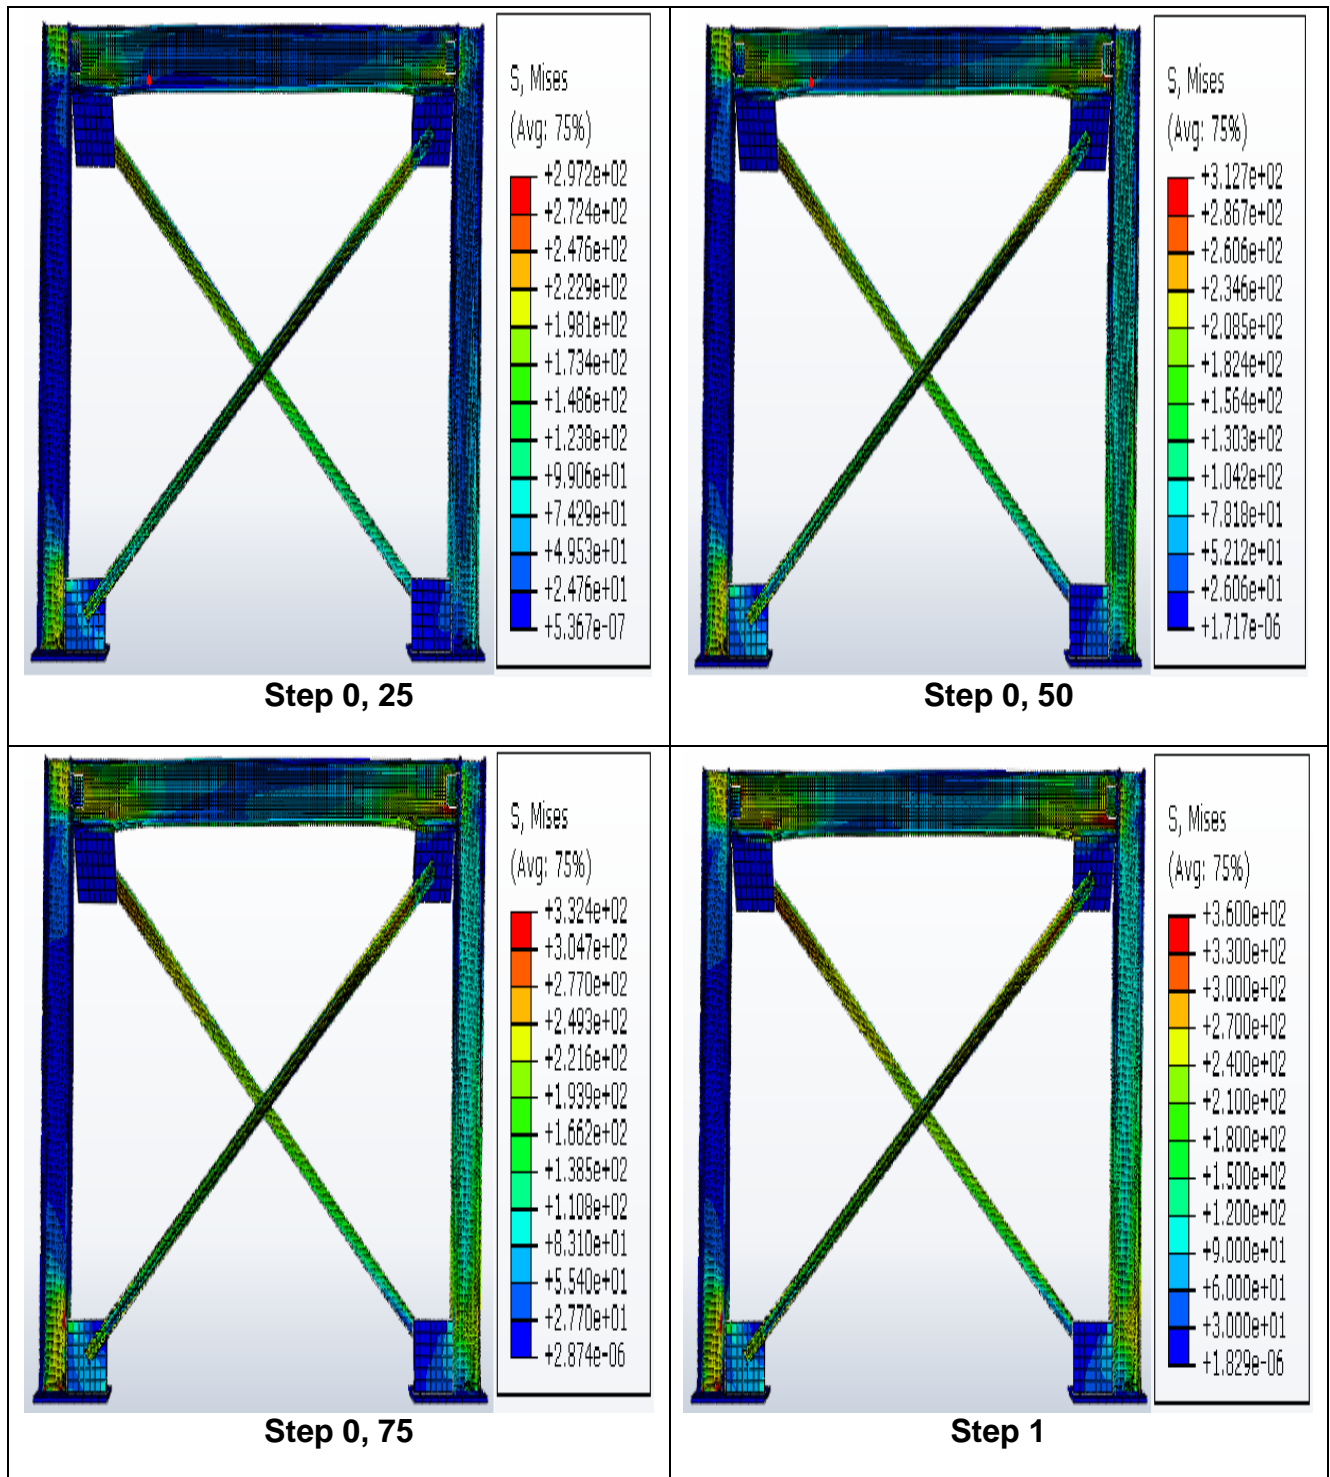 S, Mises
(Avg: 75%)
+2.972e+02
+2.724e+02
+2.476e+02
+2.229e+02
+1.981e+02
+1.734e+02
+1.486e+02
+1.238e+02
+9.906e+01
+7.429e+01
+4.953e+01
+2.476e+01
+5.367e-07
Step 0, 25
S, Mises
(Avg: 75%)
+3.127e+02
+2.867e+02
+2.606e+02
+2.346e+02
+2.085e+02
+1.824e+02
+1.564e+02
+1.303e+02
+1.042e+02
+7.818e+01
+5.212e+01
+2.606e+01
+1.717e-06
Step 0, 50
S, Mises
(Avg: 75%)
+3.324e+02
+3.047e+02
+2.770e+02
+2.493e+02
+2.216e+02
+1.939e+02
+1.662e+02
+1.385e+02
+1.108e+02
+8.310e+01
+5.540e+01
+2.770e+01
+2.874e-06
Step 0, 75
S, Mises
(Avg: 75%)
+3.600e+02
+3.300e+02
+3.000e+02
+2.700e+02
+2.400e+02
+2.100e+02
+1.800e+02
+1.500e+02
+1.200e+02
+9.000e+01
+6.000e+01
+3.000e+01
+1.829e-06
Step 1